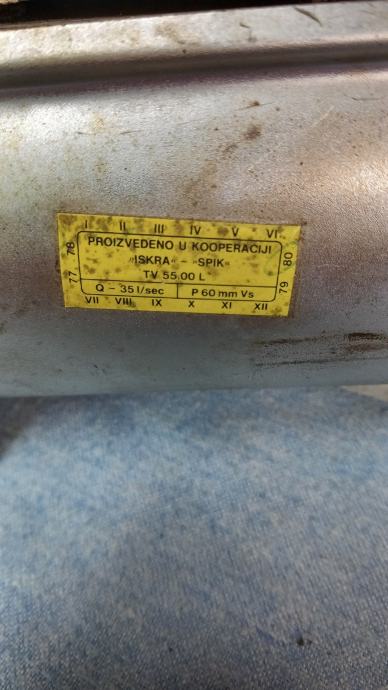 I II III IV V VI
77 78
PROIZVEDENO U KOOPERACIJI
»ISKRA« – »SPIK«
TV 55.00 L
Q – 35 l/sec P 60 mm Vs
79 80
VII VIII IX X XI XII